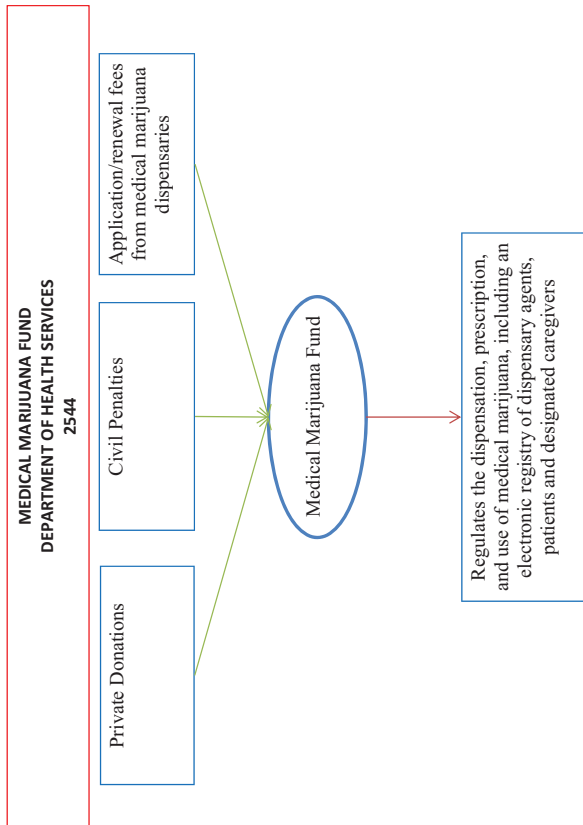 MEDICAL MARIJUANA FUND
DEPARTMENT OF HEALTH SERVICES
2544
Private Donations
Civil Penalties
Application/renewal fees
from medical marijuana
dispensaries
Medical Marijuana Fund
Regulates the dispensation, prescription,
and use of medical marijuana, including an
electronic registry of dispensary agents,
patients and designated caregivers